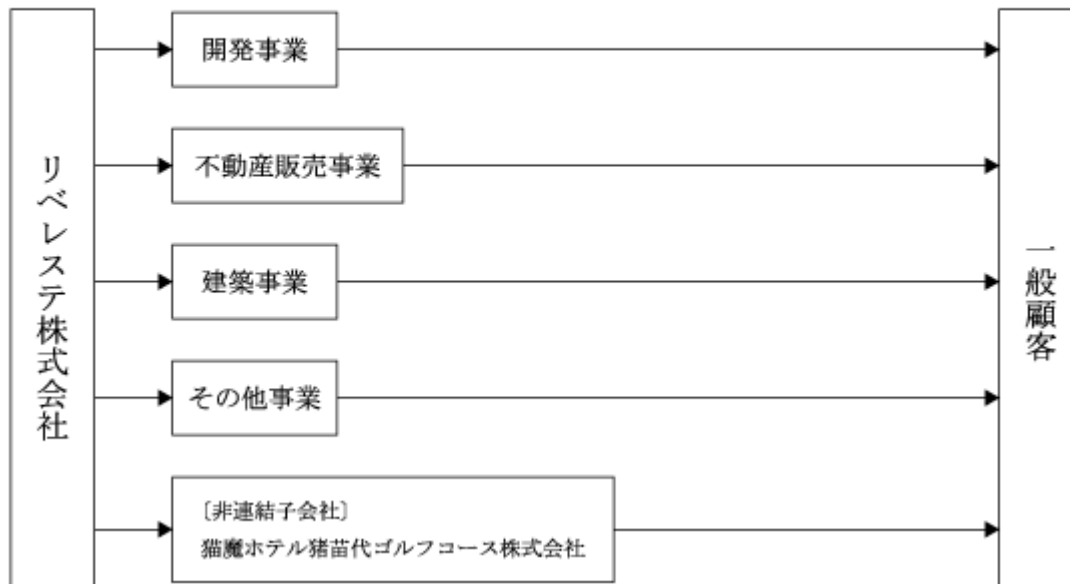 リベレステ株式会社
開発事業
不動産販売事業
建築事業
その他事業
〔非連結子会社〕
猫魔ホテル猪苗代ゴルフコース株式会社
一般顧客